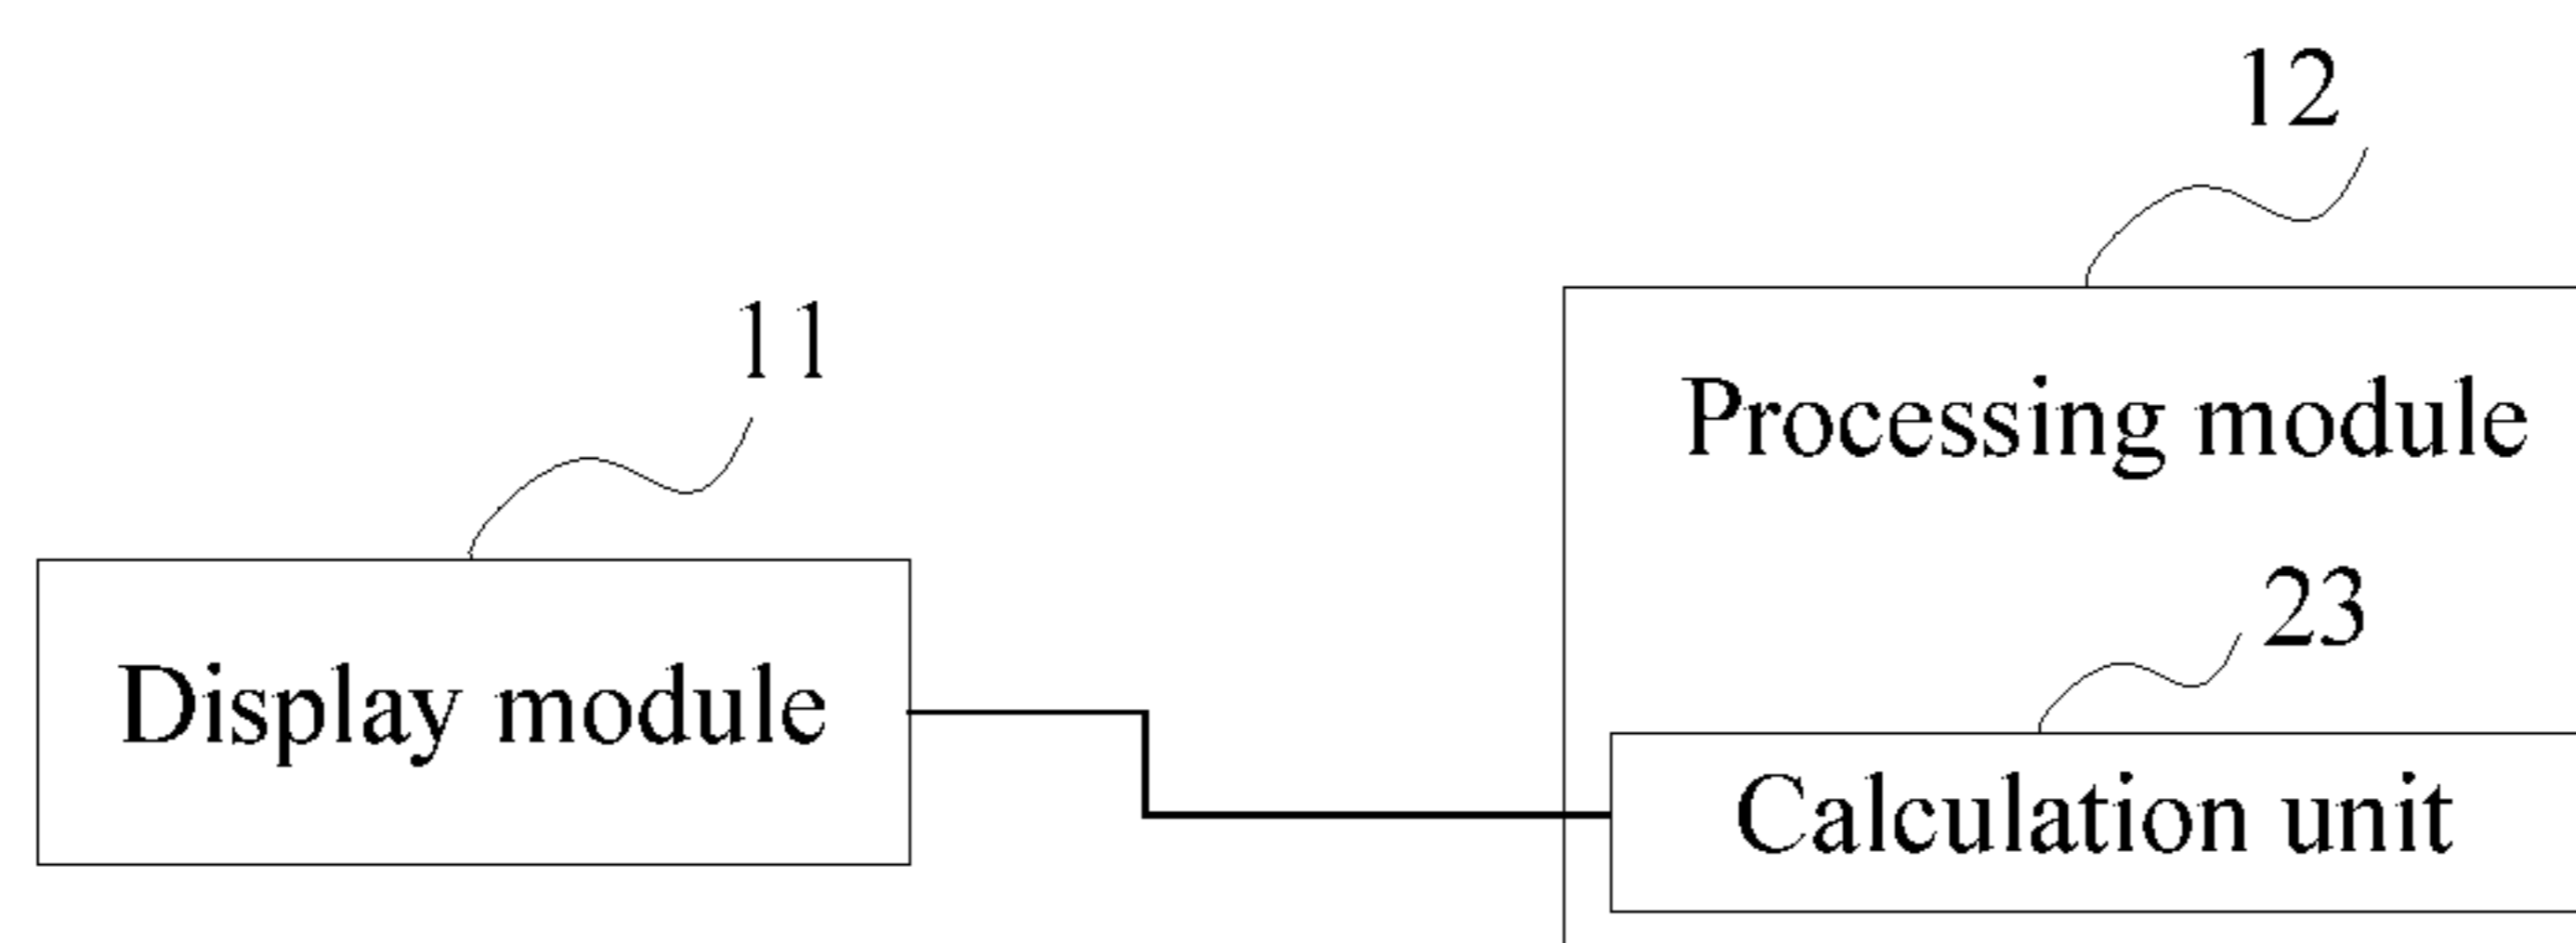 12
11
Processing module
23
Display module
Calculation unit